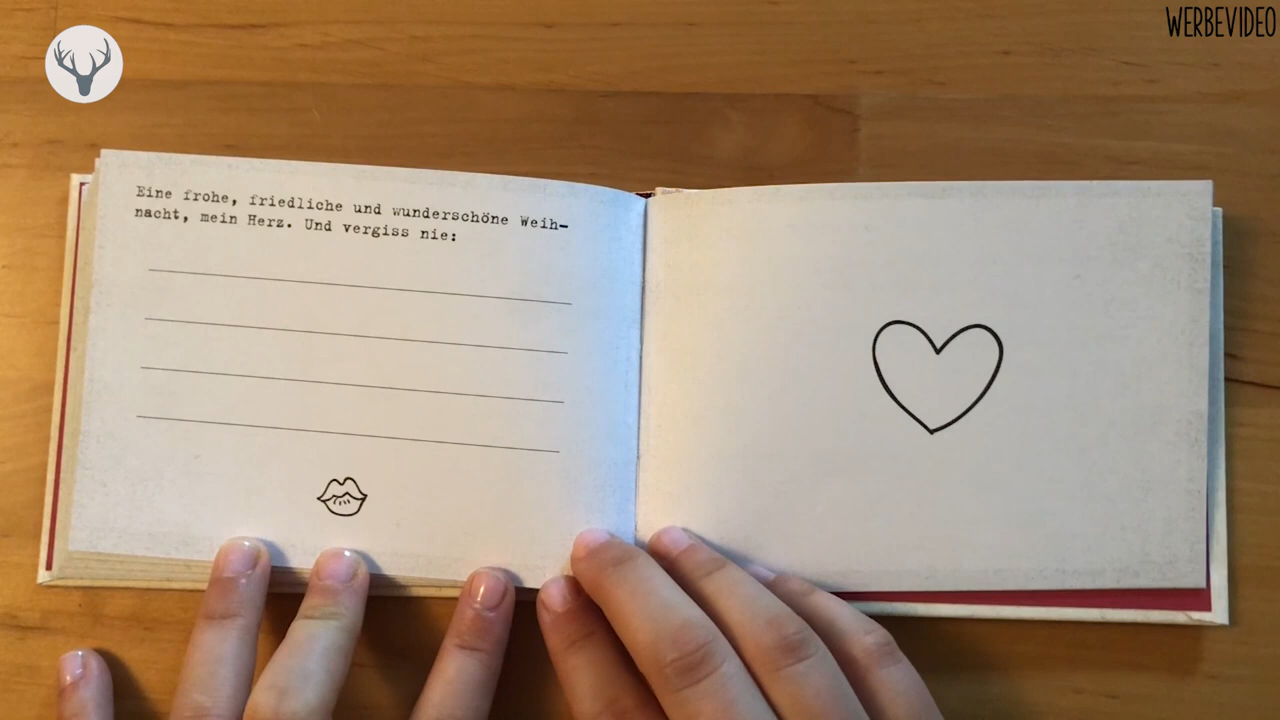 WERBEVIDEO
Eine frohe, friedliche und wunderschöne Weih-
nacht, mein Herz. Und vergiss nie: